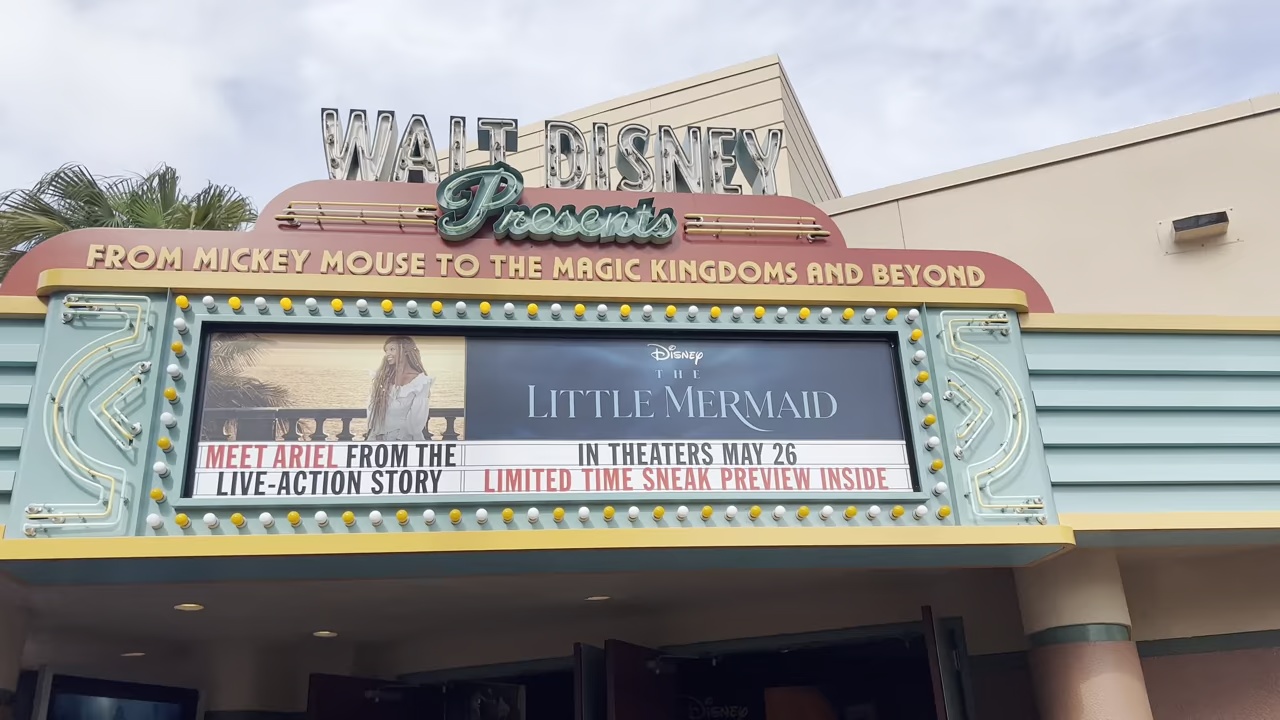 WALT DISNEY
Presents
FROM MICKEY MOUSE TO THE MAGIC KINGDOMS AND BEYOND
Disney
THE
LITTLE MERMAID
MEET ARIEL FROM THE
LIVE-ACTION STORY
IN THEATERS MAY 26
LIMITED TIME SNEAK PREVIEW INSIDE
DISNEY